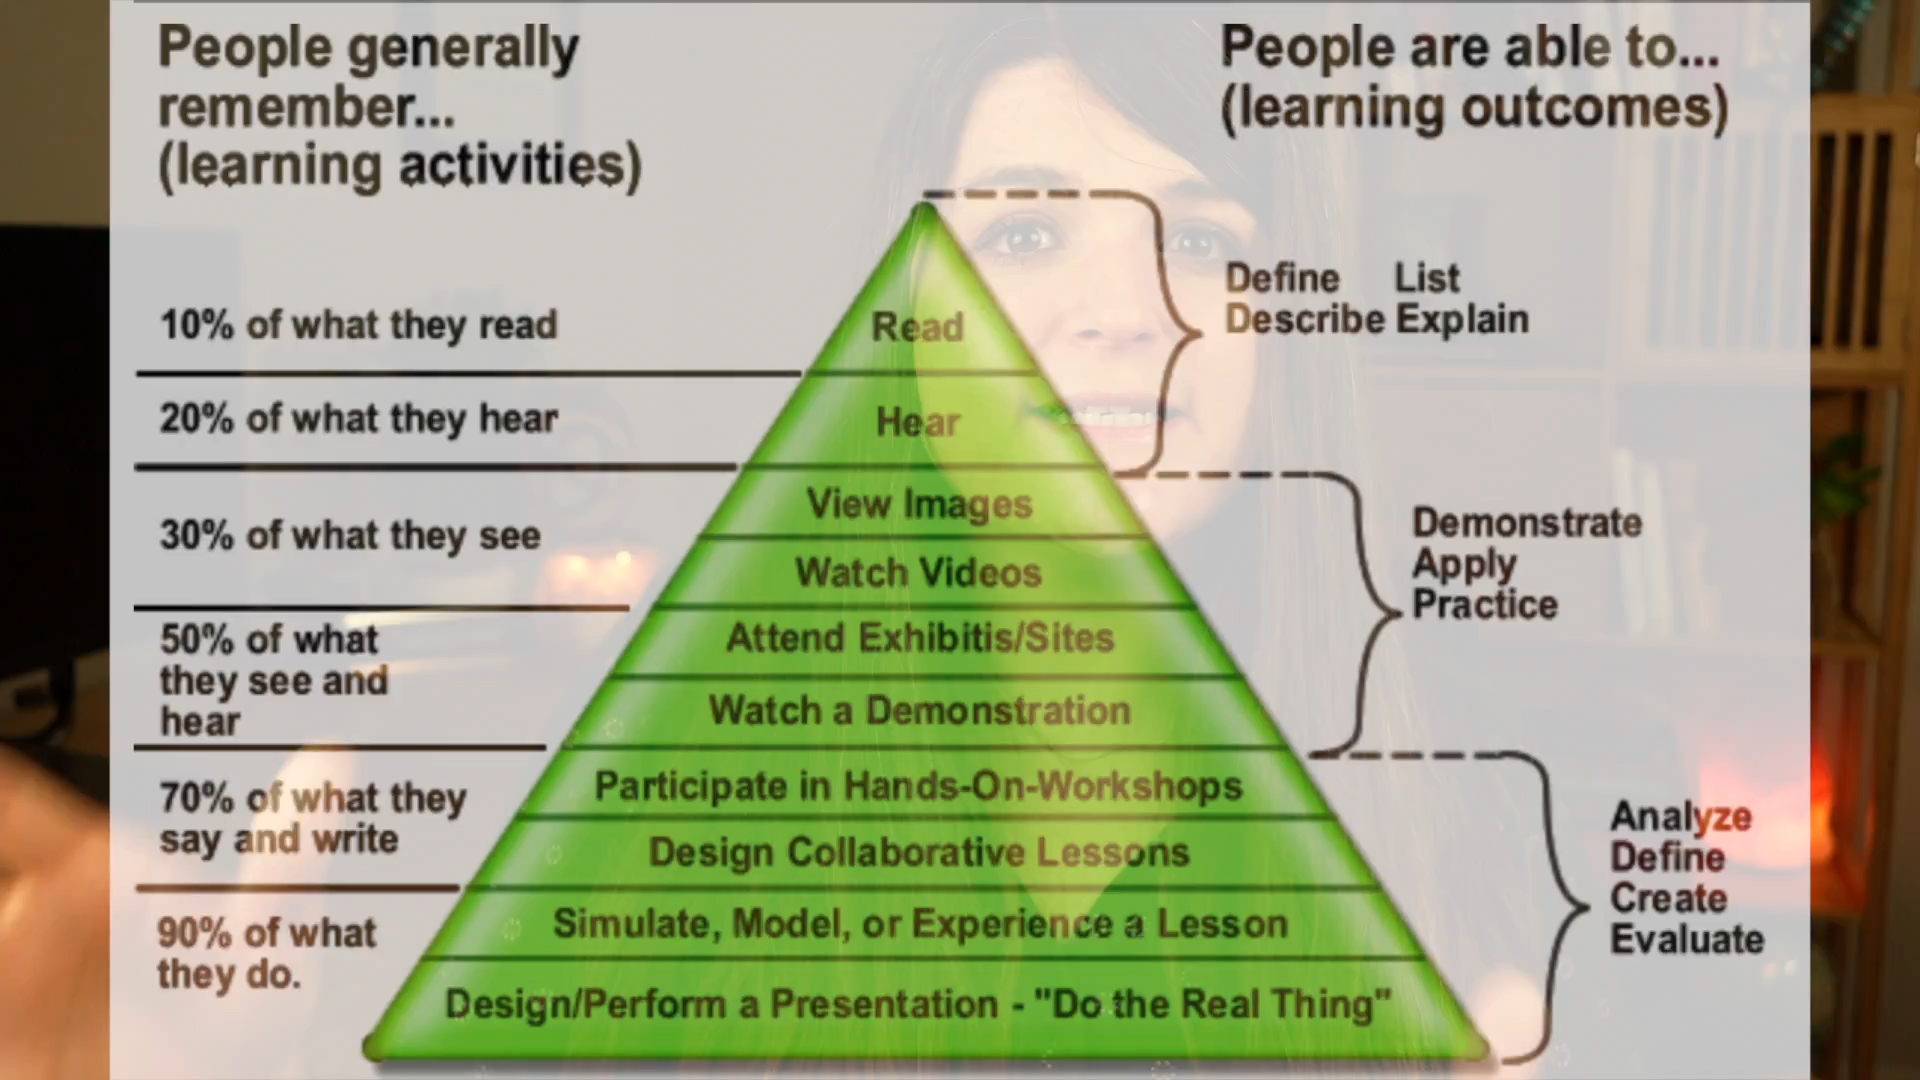 People generally
remember...
(learning activities)
People are able to...
(learning outcomes)
10% of what they read
Read
Define List
Describe Explain
20% of what they hear
Hear
30% of what they see
View Images
Watch Videos
Demonstrate
Apply
Practice
50% of what
they see and
hear
Attend Exhibitis/Sites
Watch a Demonstration
70% of what they
say and write
Participate in Hands-On-Workshops
Design Collaborative Lessons
Analyze
Define
Create
Evaluate
90% of what
they do.
Simulate, Model, or Experience a Lesson
Design/Perform a Presentation - "Do the Real Thing"